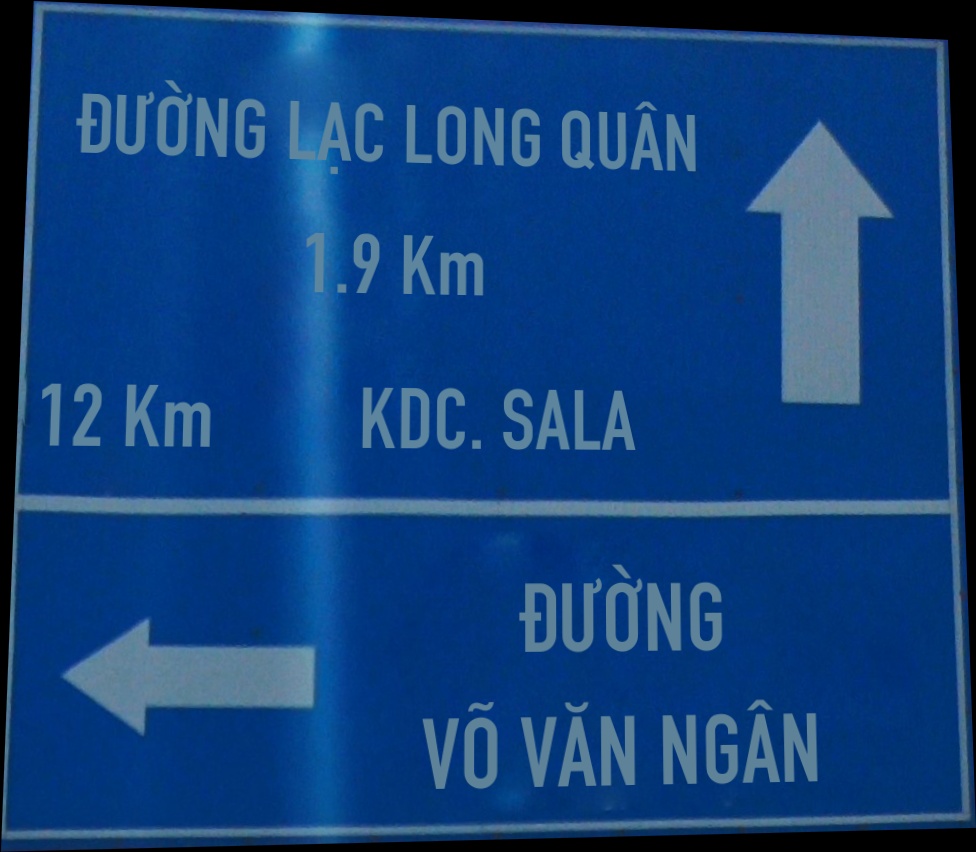 ĐƯỜNG LẠC LONG QUÂN
1.9 Km
12 Km KDC. SALA
ĐƯỜNG
VÕ VĂN NGÂN